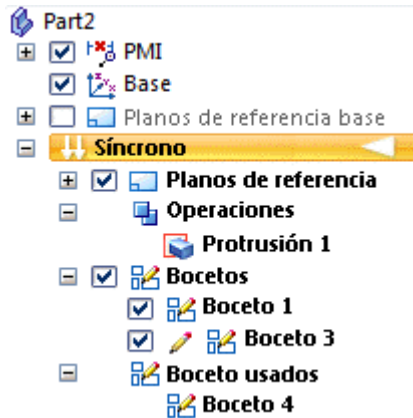 Part2
PMI
Base
Planos de referencia base
Síncrono
Planos de referencia
Operaciones
Protrusión 1
Bocetos
Boceto 1
Boceto 3
Boceto usados
Boceto 4